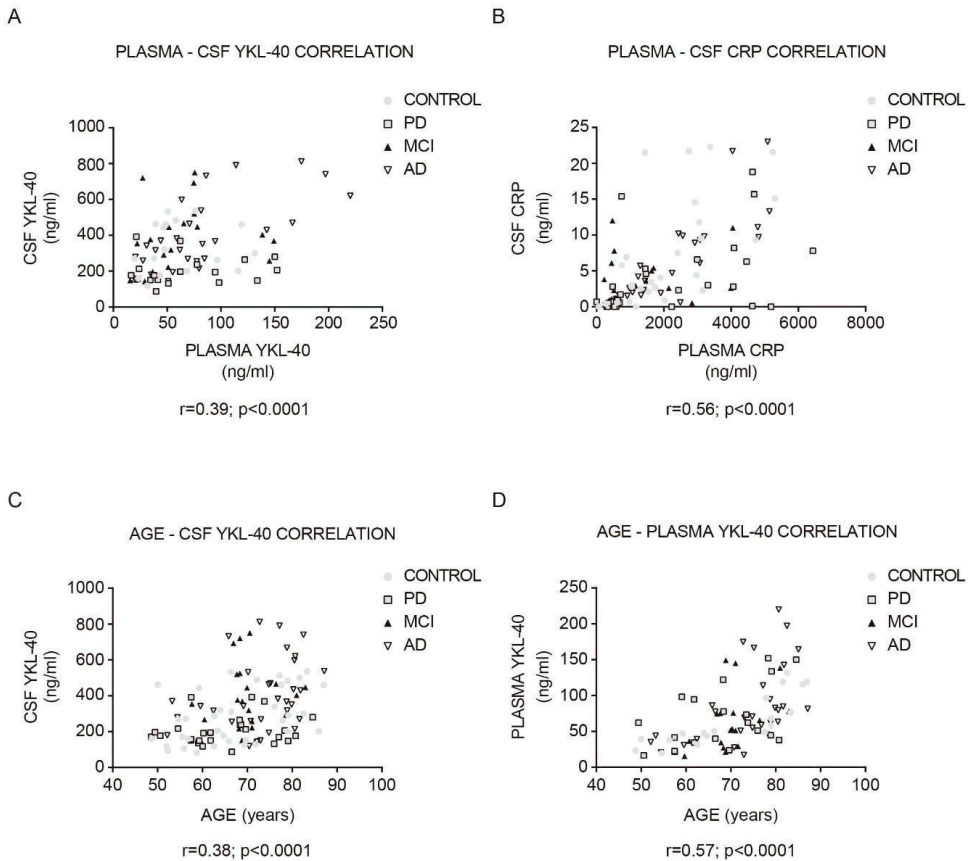 A
PLASMA - CSF YKL-40 CORRELATION
CONTROL
PD
MCI
AD
1000
800
600
400
200
0
CSF YKL-40
(ng/ml)
0 50 100 150 200 250
PLASMA YKL-40
(ng/ml)
r=0.39; p<0.0001
B
PLASMA - CSF CRP CORRELATION
CONTROL
PD
MCI
AD
25
20
15
10
5
0
CSF CRP
(ng/ml)
0 2000 4000 6000 8000
PLASMA CRP
(ng/ml)
r=0.56; p<0.0001
C
AGE - CSF YKL-40 CORRELATION
CONTROL
PD
MCI
AD
1000
800
600
400
200
0
CSF YKL-40
(ng/ml)
40 50 60 70 80 90 100
AGE (years)
r=0.38; p<0.0001
D
AGE - PLASMA YKL-40 CORRELATION
CONTROL
PD
MCI
AD
250
200
150
100
50
0
PLASMA YKL-40
(ng/ml)
40 50 60 70 80 90 100
AGE (years)
r=0.57; p<0.0001